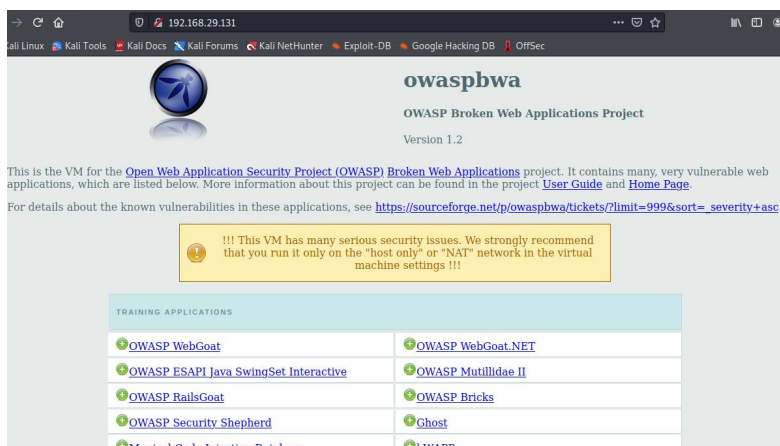 192.168.29.131
Kali Linux Kali Tools Kali Docs Kali Forums Kali NetHunter Exploit-DB Google Hacking DB OffSec
owaspbwa
OWASP Broken Web Applications Project
Version 1.2
This is the VM for the Open Web Application Security Project (OWASP) Broken Web Applications project. It contains many, very vulnerable web
applications, which are listed below. More information about this project can be found in the project User Guide and Home Page.
For details about the known vulnerabilities in these applications, see https://sourceforge.net/p/owaspbwa/tickets/?limit=999&sort=_severity+asc
!!! This VM has many serious security issues. We strongly recommend
that you run it only on the "host only" or "NAT" network in the virtual
machine settings !!!
TRAINING APPLICATIONS
OWASP WebGoat OWASP WebGoat.NET
OWASP ESAPI Java SwingSet Interactive OWASP Mutillidae II
OWASP RailsGoat OWASP Bricks
OWASP Security Shepherd Ghost